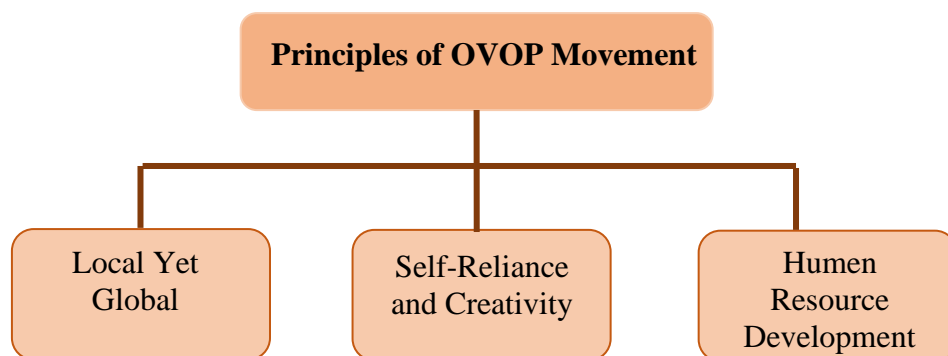 Principles of OVOP Movement
Local Yet
Global
Self-Reliance
and Creativity
Humen
Resource
Development